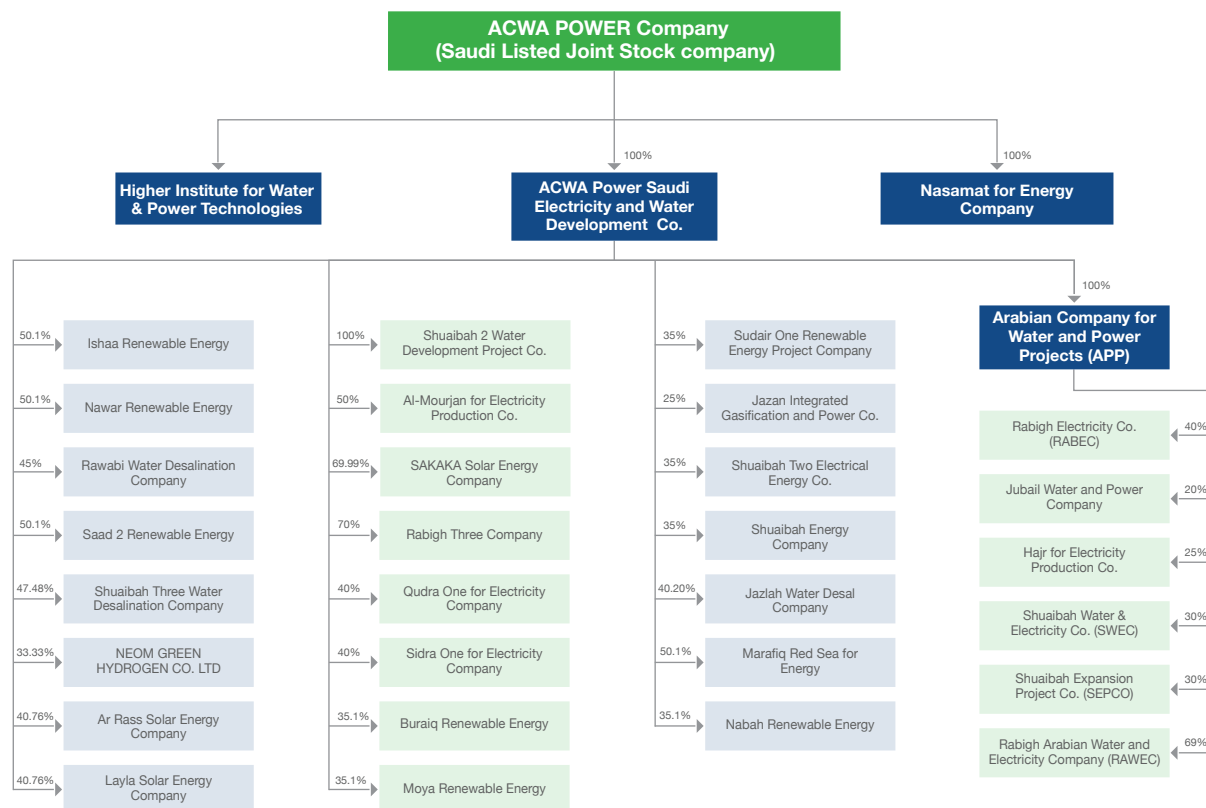 ACWA POWER Company
(Saudi Listed Joint Stock company)
100%
100%
Higher Institute for Water
& Power Technologies
ACWA Power Saudi
Electricity and Water
Development Co.
Nasamat for Energy
Company
100%
Arabian Company for
Water and Power
Projects (APP)
50.1%
Ishaa Renewable Energy
50.1%
Nawar Renewable Energy
45%
Rawabi Water Desalination
Company
50.1%
Saad 2 Renewable Energy
47.48%
Shuaibah Three Water
Desalination Company
33.33%
NEOM GREEN
HYDROGEN CO. LTD
40.76%
Ar Rass Solar Energy
Company
40.76%
Layla Solar Energy
Company
100%
Shuaibah 2 Water
Development Project Co.
50%
Al-Mourjan for Electricity
Production Co.
69.99%
SAKAKA Solar Energy
Company
70%
Rabigh Three Company
40%
Qudra One for Electricity
Company
40%
Sidra One for Electricity
Company
35.1%
Buraiq Renewable Energy
35.1%
Moya Renewable Energy
35%
Sudair One Renewable
Energy Project Company
25%
Jazan Integrated
Gasification and Power Co.
35%
Shuaibah Two Electrical
Energy Co.
35%
Shuaibah Energy
Company
40.20%
Jazlah Water Desal
Company
50.1%
Marafiq Red Sea for
Energy
35.1%
Nabah Renewable Energy
Rabigh Electricity Co.
(RABEC)
40%
Jubail Water and Power
Company
20%
Hajr for Electricity
Production Co.
25%
Shuaibah Water &
Electricity Co. (SWEC)
30%
Shuaibah Expansion
Project Co. (SEPCO)
30%
Rabigh Arabian Water and
Electricity Company (RAWEC)
69%